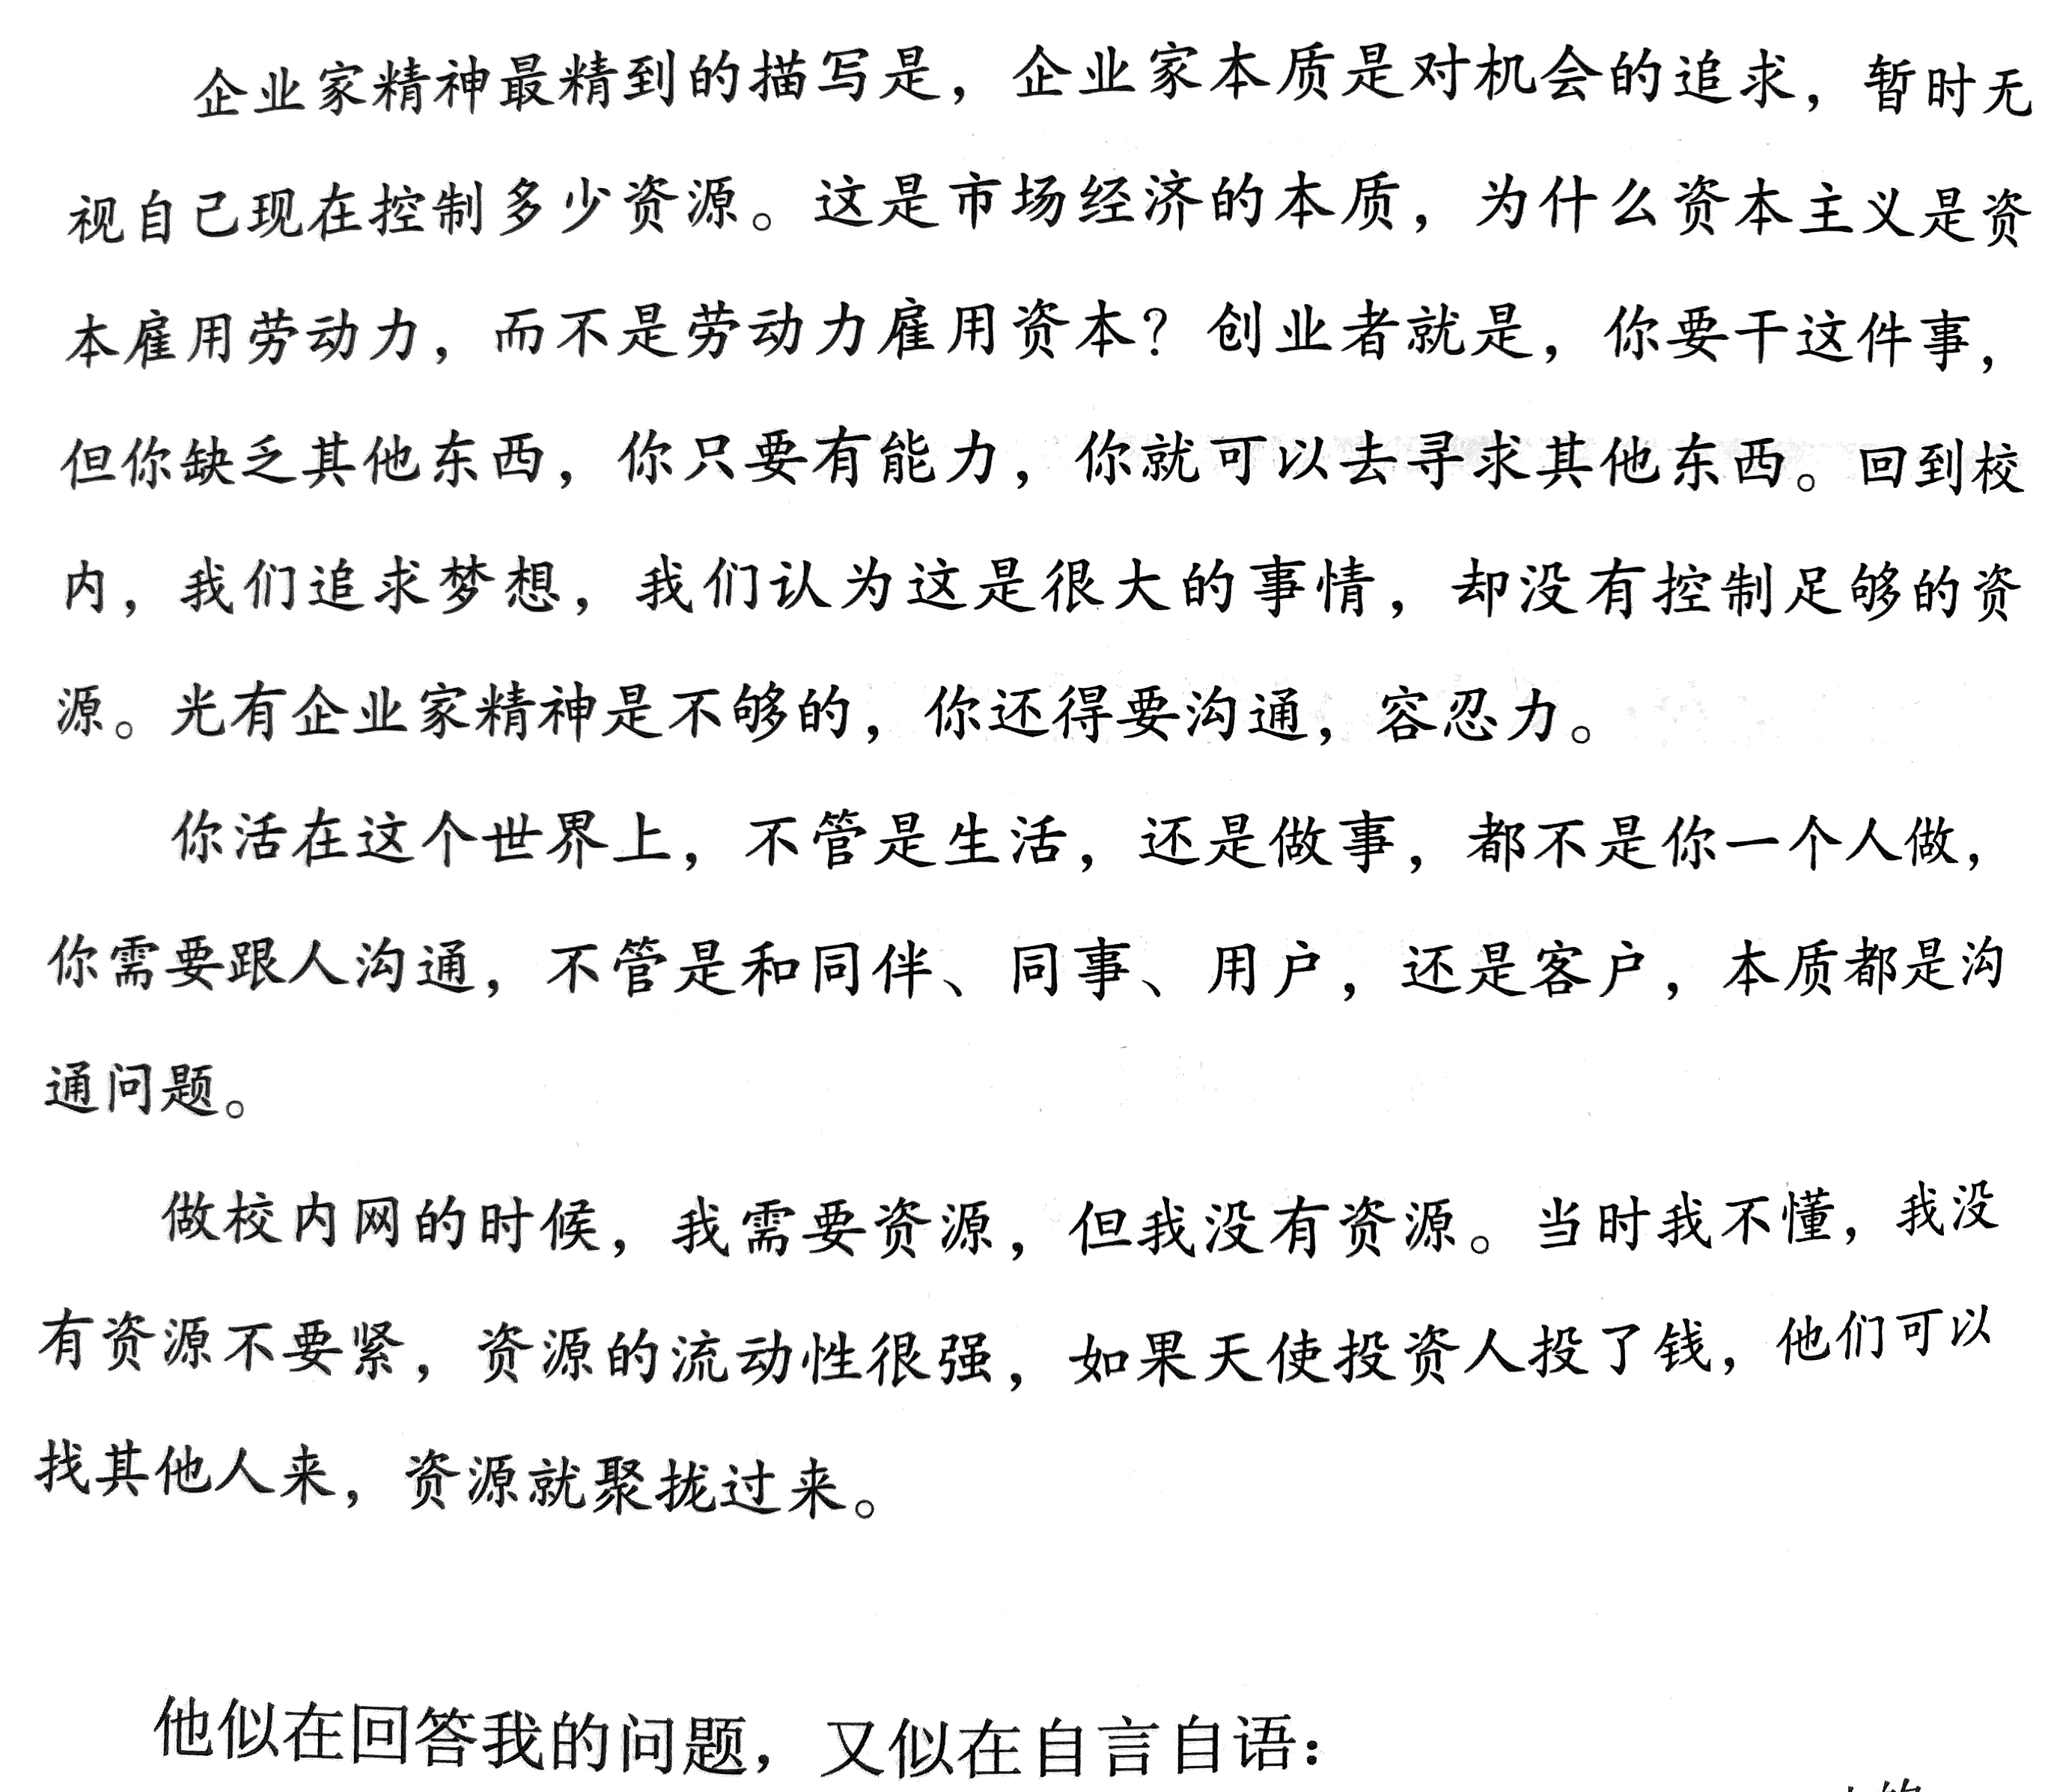 企业家精神最精到的描写是，企业家本质是对机会的追求，暂时无
视自己现在控制多少资源。这是市场经济的本质，为什么资本主义是资
本雇用劳动力，而不是劳动力雇用资本？创业者就是，你要干这件事，
但你缺乏其他东西，你只要有能力，你就可以去寻求其他东西。回到校
内，我们追求梦想，我们认为这是很大的事情，却没有控制足够的资
源。光有企业家精神是不够的，你还得要沟通，容忍力。
你活在这个世界上，不管是生活，还是做事，都不是你一个人做，
你需要跟人沟通，不管是和同伴、同事、用户，还是客户，本质都是沟
通问题。
做校内网的时候，我需要资源，但我没有资源。当时我不懂，我没
有资源不要紧，资源的流动性很强，如果天使投资人投了钱，他们可以
找其他人来，资源就聚拢过来。
他似在回答我的问题，又似在自言自语：